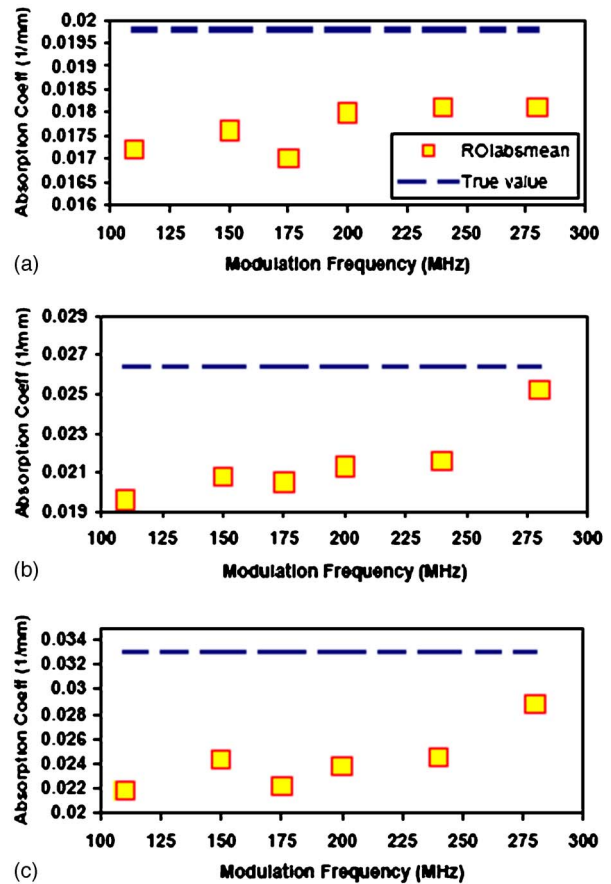 Absorption Coeff (1/mm)
0.02
0.0195
0.019
0.0185
0.018
0.0175
0.017
0.0165
0.016
ROIabsmean
True value
100 125 150 175 200 225 250 275 300
(a)
Modulation Frequency (MHz)
Absorption Coeff (1/mm)
0.029
0.027
0.025
0.023
0.021
0.019
100 125 150 175 200 225 250 275 300
(b)
Modulation Frequency (MHz)
Absorption Coeff (1/mm)
0.034
0.032
0.03
0.028
0.026
0.024
0.022
0.02
100 125 150 175 200 225 250 275 300
(c)
Modulation Frequency (MHz)